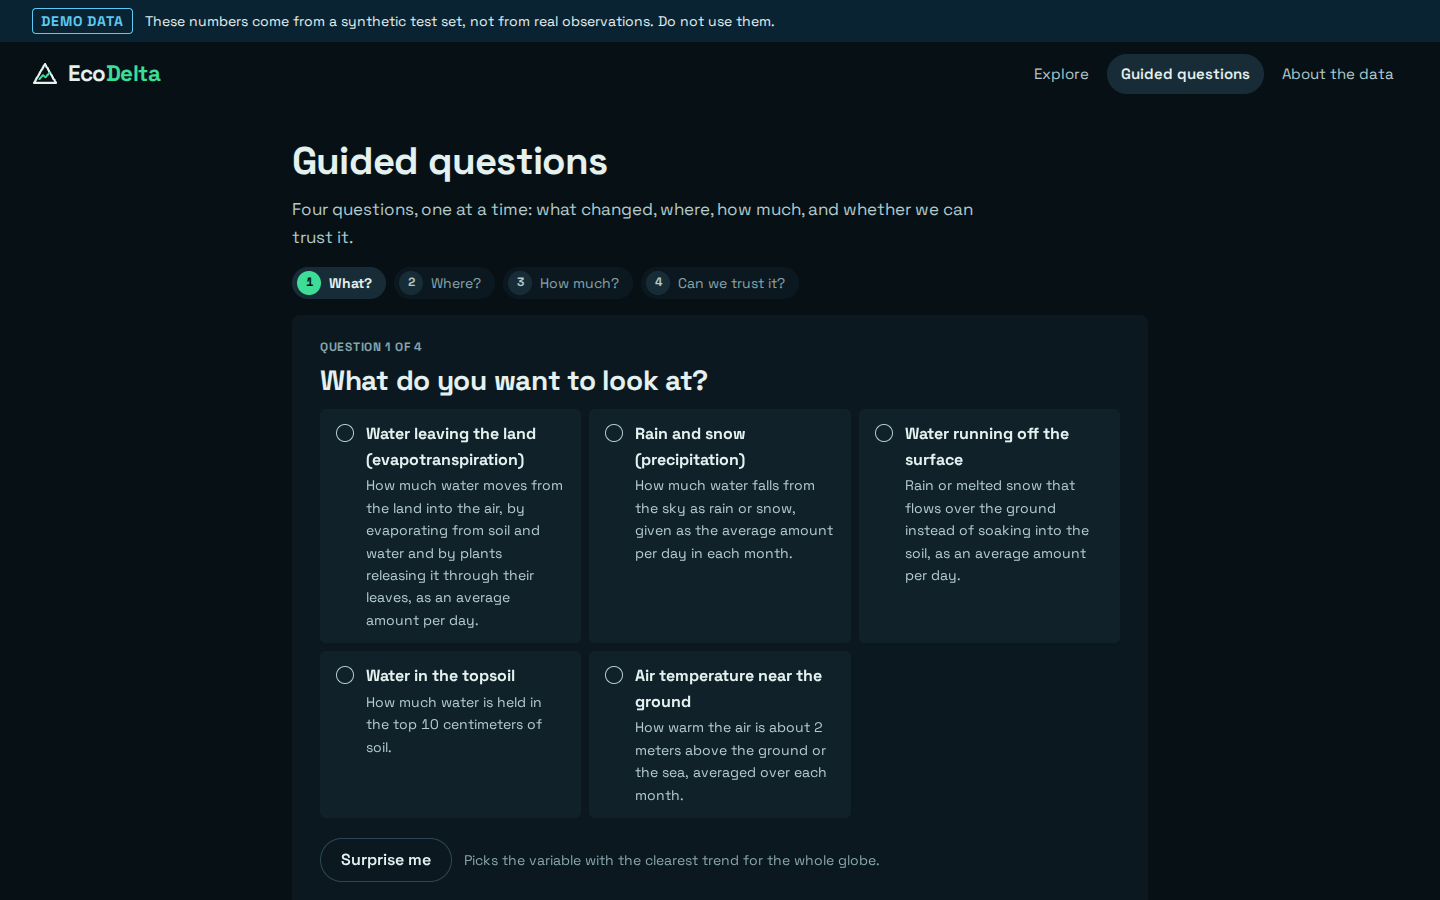 DEMO DATA These numbers come from a synthetic test set, not from real observations. Do not use them.
EcoDelta
Explore
Guided questions
About the data
Guided questions
Four questions, one at a time: what changed, where, how much, and whether we can
trust it.
1 What?
2 Where?
3 How much?
4 Can we trust it?
QUESTION 1 OF 4
What do you want to look at?
Water leaving the land
(evapotranspiration)
How much water moves from
the land into the air, by
evaporating from soil and
water and by plants
releasing it through their
leaves, as an average
amount per day.
Rain and snow
(precipitation)
How much water falls from
the sky as rain or snow,
given as the average amount
per day in each month.
Water running off the
surface
Rain or melted snow that
flows over the ground
instead of soaking into the
soil, as an average amount
per day.
Water in the topsoil
How much water is held in
the top 10 centimeters of
soil.
Air temperature near the
ground
How warm the air is about 2
meters above the ground or
the sea, averaged over each
month.
Surprise me
Picks the variable with the clearest trend for the whole globe.